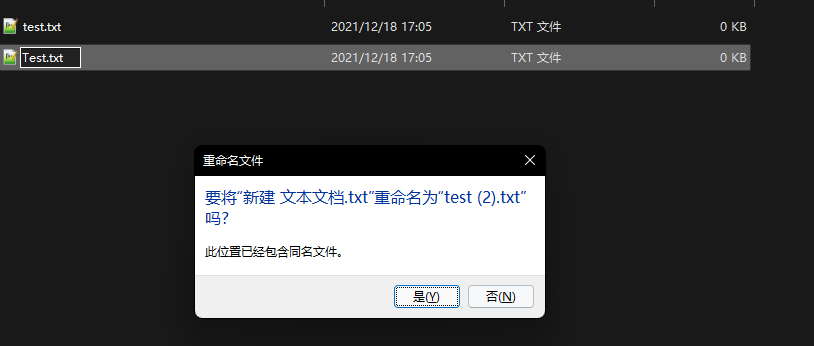 test.txt 2021/12/18 17:05 TXT 文件 0 KB
Test.txt 2021/12/18 17:05 TXT 文件 0 KB
重命名文件
要将“新建 文本文档.txt”重命名为“test (2).txt”
吗?
此位置已经包含同名文件。
是(Y) 否(N)